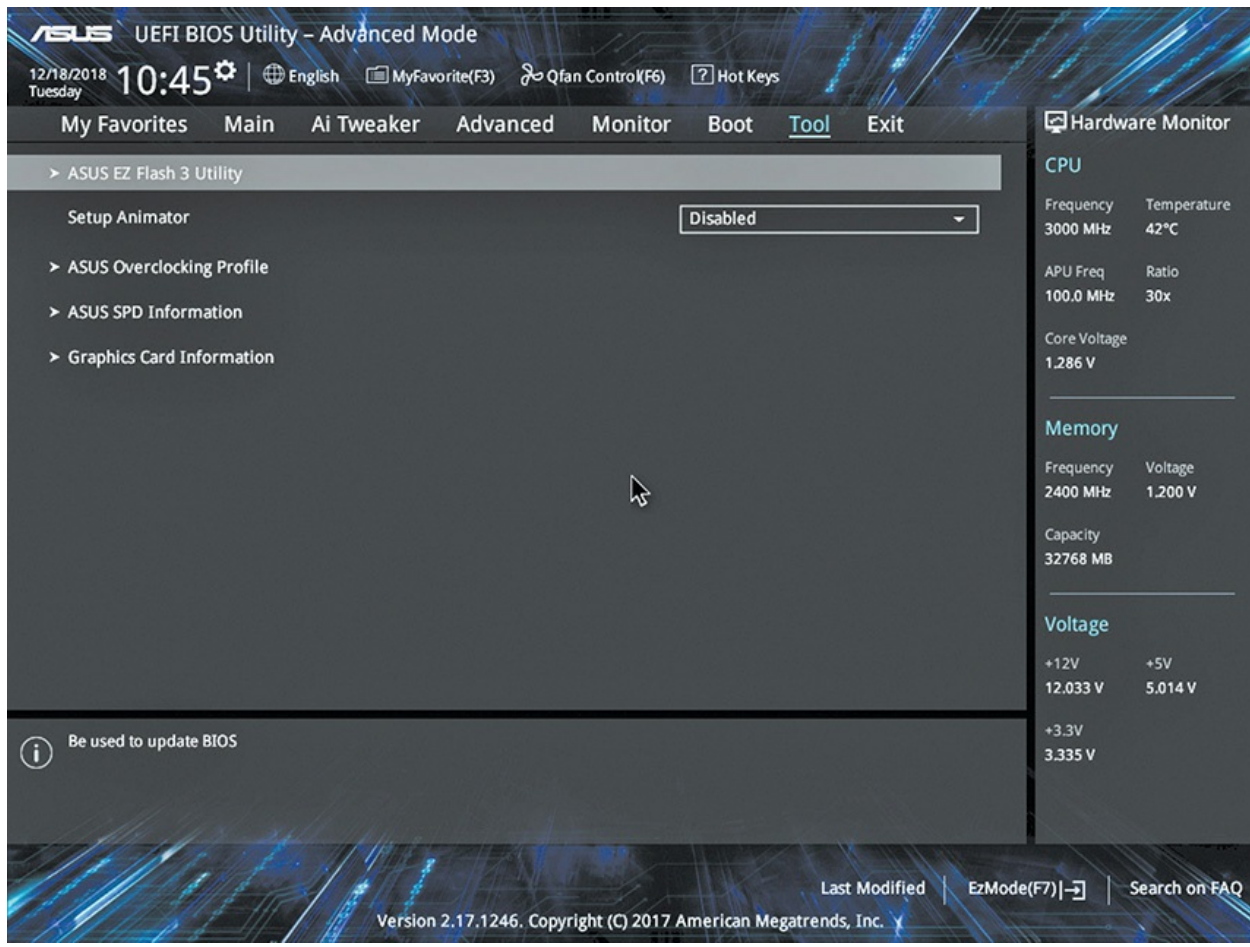 ASUS UEFI BIOS Utility – Advanced Mode
12/18/2018
Tuesday
10:45
English
MyFavorite(F3)
Qfan Control(F6)
? Hot Keys
My Favorites Main Ai Tweaker Advanced Monitor Boot Tool Exit
> ASUS EZ Flash 3 Utility
Setup Animator
Disabled
> ASUS Overclocking Profile
> ASUS SPD Information
> Graphics Card Information
Be used to update BIOS
Hardware Monitor
CPU
Frequency Temperature
3000 MHz 42°C
APU Freq Ratio
100.0 MHz 30x
Core Voltage
1.286 V
Memory
Frequency Voltage
2400 MHz 1.200 V
Capacity
32768 MB
Voltage
+12V +5V
12.033 V 5.014 V
+3.3V
3.335 V
Last Modified
EzMode(F7)
Search on FAQ
Version 2.17.1246. Copyright (C) 2017 American Megatrends, Inc.